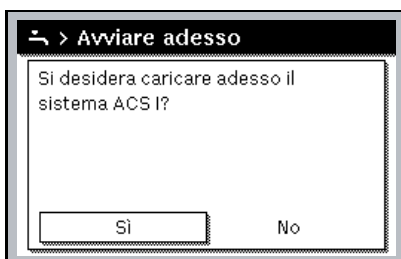 > Avviare adesso
Si desidera caricare adesso il
sistema ACS I?
Sì
No